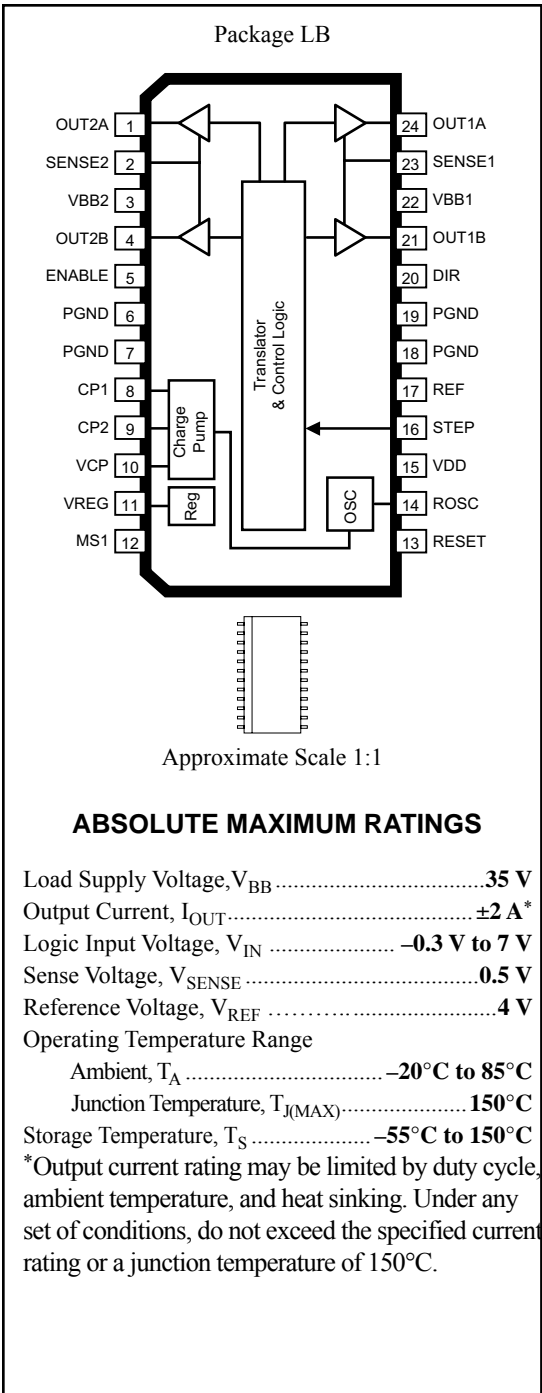 Package LB
OUT2A 1
SENSE2 2
VBB2 3
OUT2B 4
ENABLE 5
PGND 6
PGND 7
CP1 8
CP2 9
VCP 10
VREG 11
MS1 12
Translator
& Control Logic
Charge
Pump
Reg
OSC
24 OUT1A
23 SENSE1
22 VBB1
21 OUT1B
20 DIR
19 PGND
18 PGND
17 REF
16 STEP
15 VDD
14 ROSC
13 RESET
Approximate Scale 1:1
ABSOLUTE MAXIMUM RATINGS
Load Supply Voltage,VBB ................................... 35 V
Output Current, IOUT ......................................... ±2 A*
Logic Input Voltage, VIN ..................... –0.3 V to 7 V
Sense Voltage, VSENSE ..................................... 0.5 V
Reference Voltage, VREF .................................... 4 V
Operating Temperature Range
Ambient, TA ................................. –20°C to 85°C
Junction Temperature, TJ(MAX) ..................... 150°C
Storage Temperature, TS .................... –55°C to 150°C
*Output current rating may be limited by duty cycle,
ambient temperature, and heat sinking. Under any
set of conditions, do not exceed the specified current
rating or a junction temperature of 150°C.